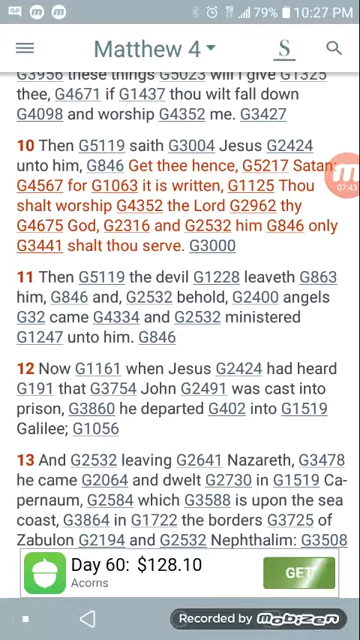 79% 10:27 PM
Matthew 4 S
G3956 these things G5023 will I give G1325
thee, G4671 if G1437 thou wilt fall down
G4098 and worship G4352 me. G3427
10 Then G5119 saith G3004 Jesus G2424
unto him, G846 Get thee hence, G5217 Satan:
G4567 for G1063 it is written, G1125 Thou
shalt worship G4352 the Lord G2962 thy
G4675 God, G2316 and G2532 him G846 only
G3441 shalt thou serve. G3000
M
07:43
11 Then G5119 the devil G1228 leaveth G863
him, G846 and, G2532 behold, G2400 angels
G32 came G4334 and G2532 ministered
G1247 unto him. G846
12 Now G1161 when Jesus G2424 had heard
G191 that G3754 John G2491 was cast into
prison, G3860 he departed G402 into G1519
Galilee; G1056
13 And G2532 leaving G2641 Nazareth, G3478
he came G2064 and dwelt G2730 in G1519 Ca-
pernaum, G2584 which G3588 is upon the sea
coast, G3864 in G1722 the borders G3725 of
Zabulon G2194 and G2532 Nephthalim: G3508
Day 60: $128.10
Acorns
GET
Recorded by mobizen